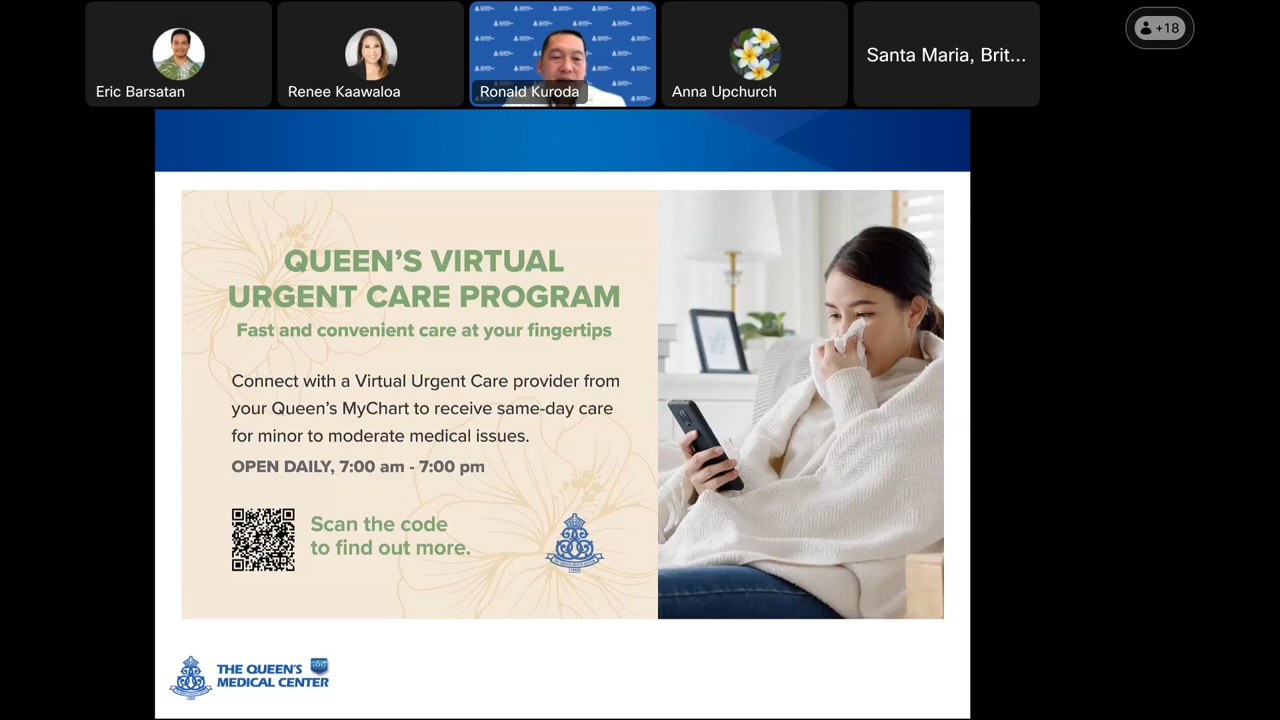 Eric Barsatan
Renee Kaawaloa
Ronald Kuroda
Anna Upchurch
Santa Maria, Brit...
+18
QUEEN'S VIRTUAL
URGENT CARE PROGRAM
Fast and convenient care at your fingertips
Connect with a Virtual Urgent Care provider from
your Queen's MyChart to receive same-day care
for minor to moderate medical issues.
OPEN DAILY, 7:00 am - 7:00 pm
Scan the code
to find out more.
THE QUEEN'S
MEDICAL CENTER